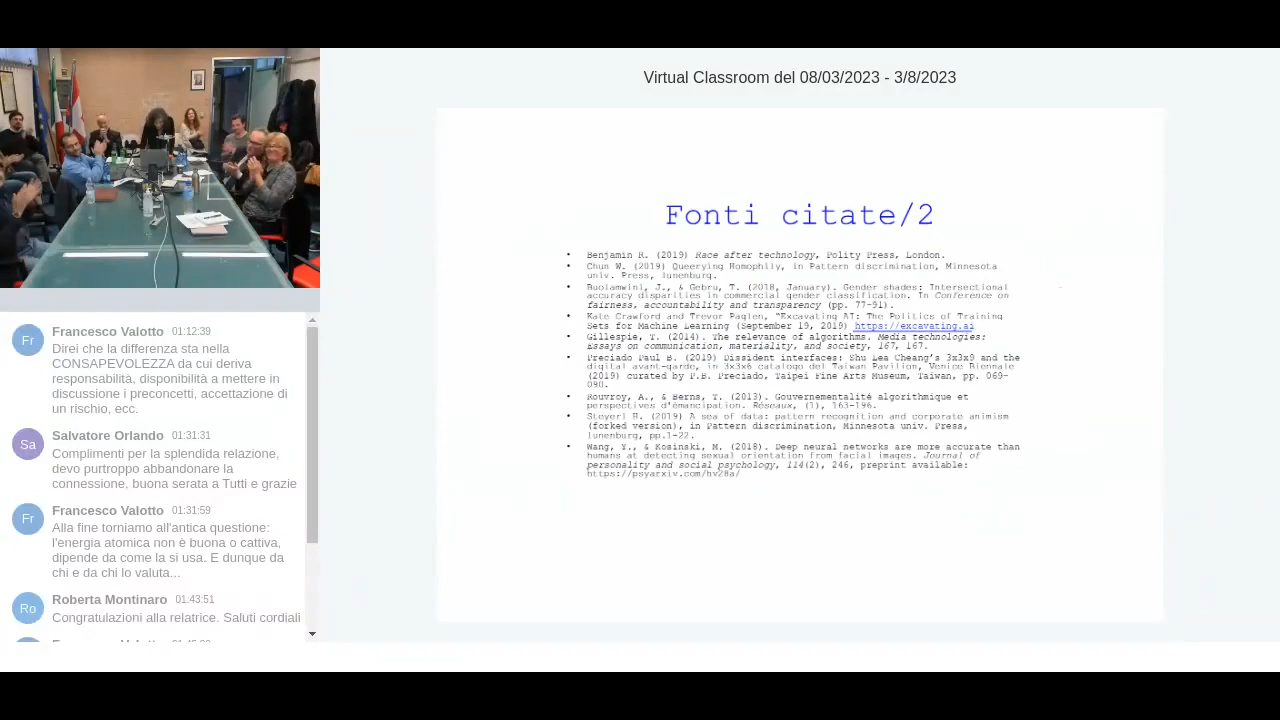 Virtual Classroom del 08/03/2023 - 3/8/2023
Fonti citate/2
• Benjamin R. (2019) Race after technology, Polity Press, London.
• Chun W. (2019) Queerying Homophily, in Pattern discrimination, Minnesota
univ. Press, lunenburg.
• Buolamwini, J., & Gebru, T. (2018, January). Gender shades: Intersectional
accuracy disparities in commercial gender classification. In Conference on
fairness, accountability and transparency (pp. 77-91).
• Kate Crawford and Trevor Paglen, "Excavating AI: The Politics of Training
Sets for Machine Learning (September 19, 2019) https://excavating.ai
• Gillespie, T. (2014). The relevance of algorithms. Media technologies:
Essays on communication, materiality, and society, 167, 167.
• Preciado Paul B. (2019) Dissident interfaces: Shu Lea Cheang's 3x3x9 and the
digital avant-garde, in 3x3x6 catalogo del Taiwan Pavilion, Venice Biennale
(2019) curated by P.B. Preciado, Taipei Fine Arts Museum, Taiwan, pp. 069-
090.
• Rouvroy, A., & Berns, T. (2013). Gouvernementalité algorithmique et
perspectives d'émancipation. Réseaux, (1), 163-196.
• Steyerl H. (2019) A sea of data: pattern recognition and corporate animism
(forked version), in Pattern discrimination, Minnesota univ. Press,
lunenburg, pp.1-22.
• Wang, Y., & Kosinski, M. (2018). Deep neural networks are more accurate than
humans at detecting sexual orientation from facial images. Journal of
personality and social psychology, 114(2), 246, preprint available:
https://psyarxiv.com/hv28a/
Fr
Francesco Valotto 01:12:39
Direi che la differenza sta nella
CONSAPEVOLEZZA da cui deriva
responsabilità, disponibilità a mettere in
discussione i preconcetti, accettazione di
un rischio, ecc.
Sa
Salvatore Orlando 01:31:31
Complimenti per la splendida relazione,
devo purtroppo abbandonare la
connessione, buona serata a Tutti e grazie
Fr
Francesco Valotto 01:31:59
Alla fine torniamo all'antica questione:
l'energia atomica non è buona o cattiva,
dipende da come la si usa. E dunque da
chi e da chi lo valuta...
Ro
Roberta Montinaro 01:43:51
Congratulazioni alla relatrice. Saluti cordiali